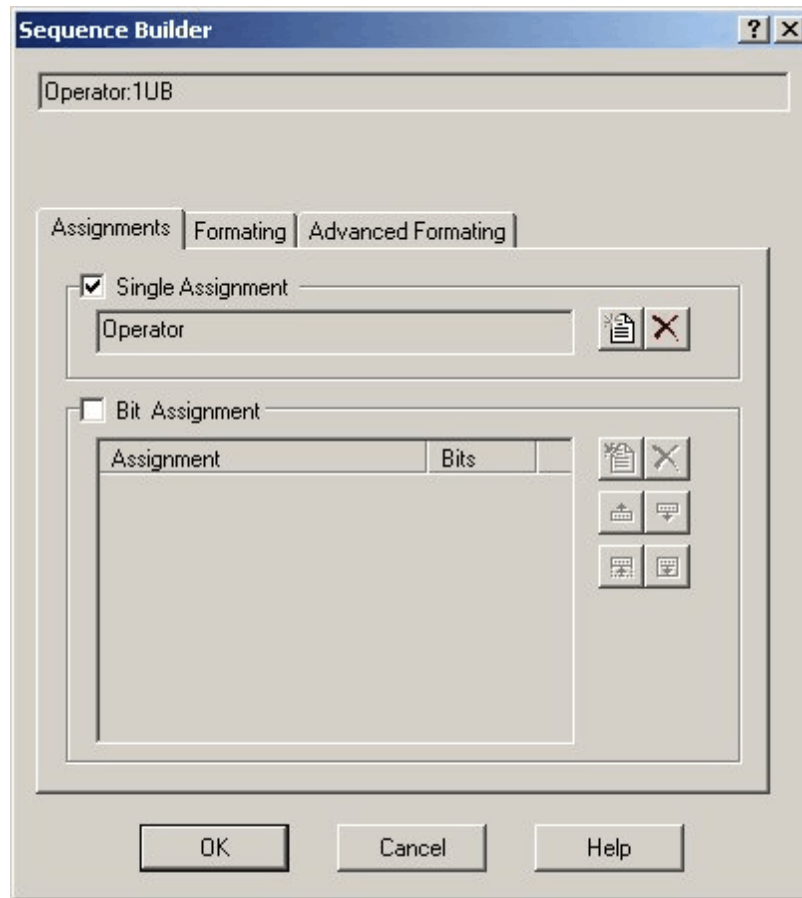 Sequence Builder
Operator:1UB
Assignments Formating Advanced Formating
Single Assignment
Operator
Bit Assignment
Assignment Bits
OK Cancel Help